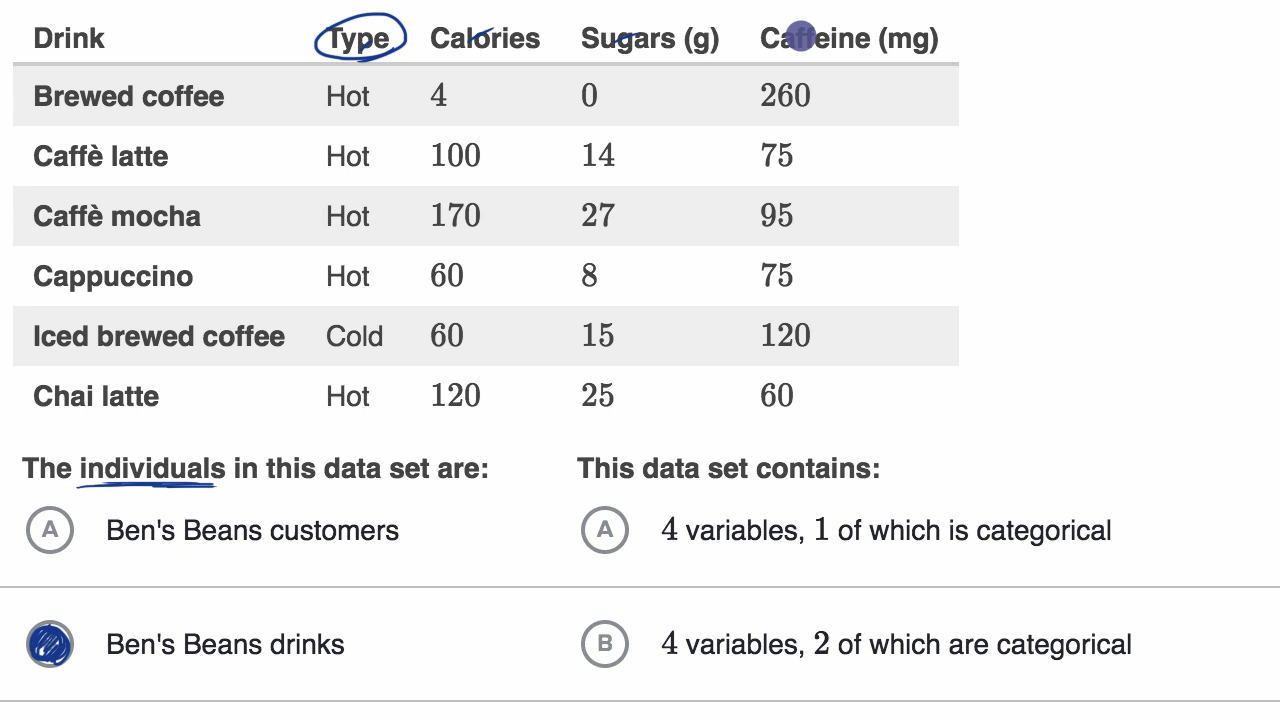 Drink Type Calories Sugars (g) Caffeine (mg)
Brewed coffee Hot 4 0 260
Caffè latte Hot 100 14 75
Caffè mocha Hot 170 27 95
Cappuccino Hot 60 8 75
Iced brewed coffee Cold 60 15 120
Chai latte Hot 120 25 60
The individuals in this data set are:
A Ben's Beans customers
Ben's Beans drinks
This data set contains:
A 4 variables, 1 of which is categorical
B 4 variables, 2 of which are categorical